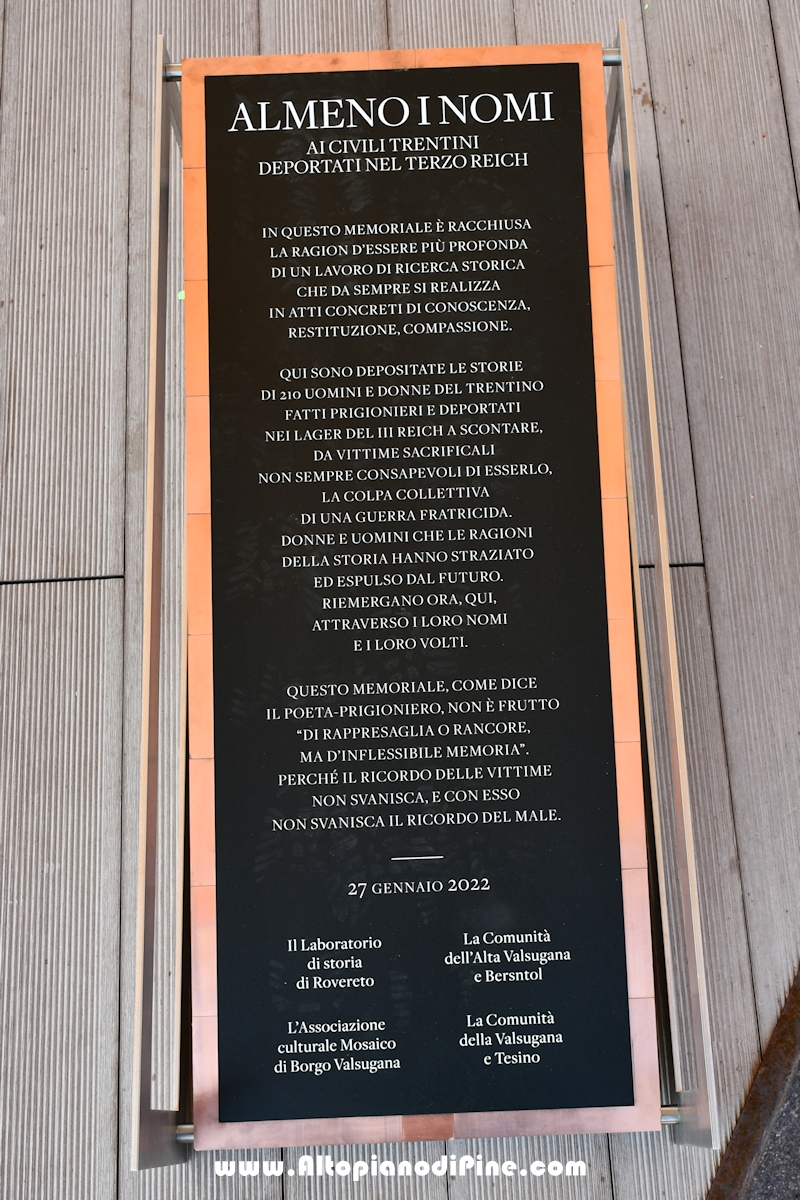 ALMENO I NOMI
AI CIVILI TRENTINI
DEPORTATI NEL TERZO REICH
IN QUESTO MEMORIALE È RACCHIUSA
LA RAGION D'ESSERE PIÙ PROFONDA
DI UN LAVORO DI RICERCA STORICA
CHE DA SEMPRE SI REALIZZA
IN ATTI CONCRETI DI CONOSCENZA,
RESTITUZIONE, COMPASSIONE.
QUI SONO DEPOSITATE LE STORIE
DI 210 UOMINI E DONNE DEL TRENTINO
FATTI PRIGIONIERI E DEPORTATI
NEI LAGER DEL III REICH A SCONTARE,
DA VITTIME SACRIFICALI
NON SEMPRE CONSAPEVOLI DI ESSERLO,
LA COLPA COLLETTIVA
DI UNA GUERRA FRATRICIDA.
DONNE E UOMINI CHE LE RAGIONI
DELLA STORIA HANNO STRAZIATO
ED ESPULSO DAL FUTURO.
RIEMERGANO ORA, QUI,
ATTRAVERSO I LORO NOMI
E I LORO VOLTI.
QUESTO MEMORIALE, COME DICE
IL POETA-PRIGIONIERO, NON È FRUTTO
“DI RAPPRESAGLIA O RANCORE,
MA D'INFLESSIBILE MEMORIA”.
PERCHÉ IL RICORDO DELLE VITTIME
NON SVANISCA, E CON ESSO
NON SVANISCA IL RICORDO DEL MALE.
27 GENNAIO 2022
Il Laboratorio
di storia
di Rovereto
La Comunità
dell'Alta Valsugana
e Bersntol
L'Associazione
culturale Mosaico
di Borgo Valsugana
La Comunità
della Valsugana
e Tesino
www.AltopianodiPine.com